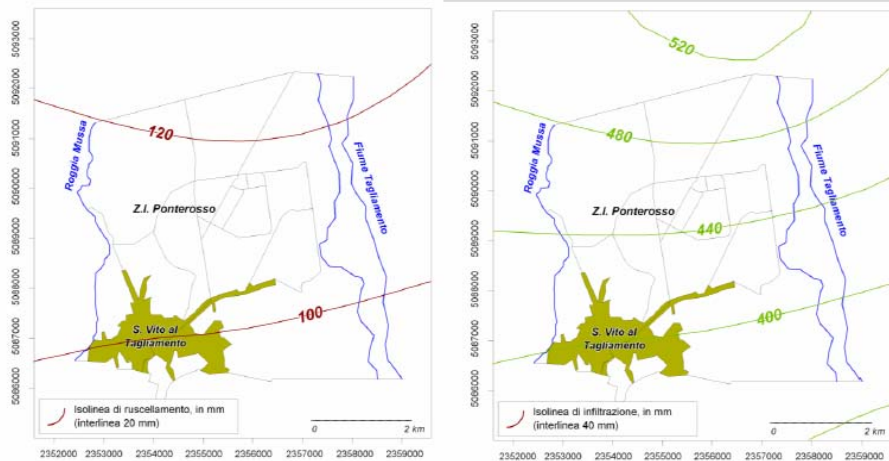 5093000
5092000
5091000
5090000
5089000
5088000
5087000
5086000
120
Roggia Mussa
Fiume Tagliamento
Z.I. Ponterosso
100
S. Vito al
Tagliamento
Isolinea di ruscellamento, in mm
(interlinea 20 mm)
0 2 km
2352000 2353000 2354000 2355000 2356000 2357000 2358000 2359000
5093000
5092000
5091000
5090000
5089000
5088000
5087000
5086000
520
480
Roggia Mussa
Fiume Tagliamento
Z.I. Ponterosso
440
400
S. Vito al
Tagliamento
Isolinea di infiltrazione, in mm
(interlinea 40 mm)
0 2 km
2352000 2353000 2354000 2355000 2356000 2357000 2358000 2359000